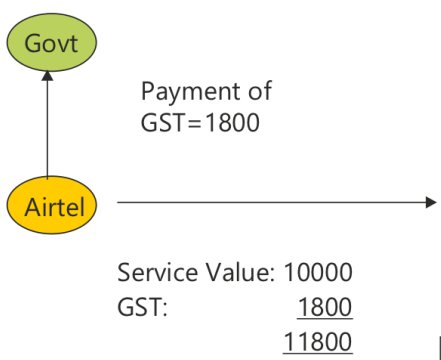 Govt
Payment of
GST=1800
Airtel
Service Value: 10000
GST: 1800
11800